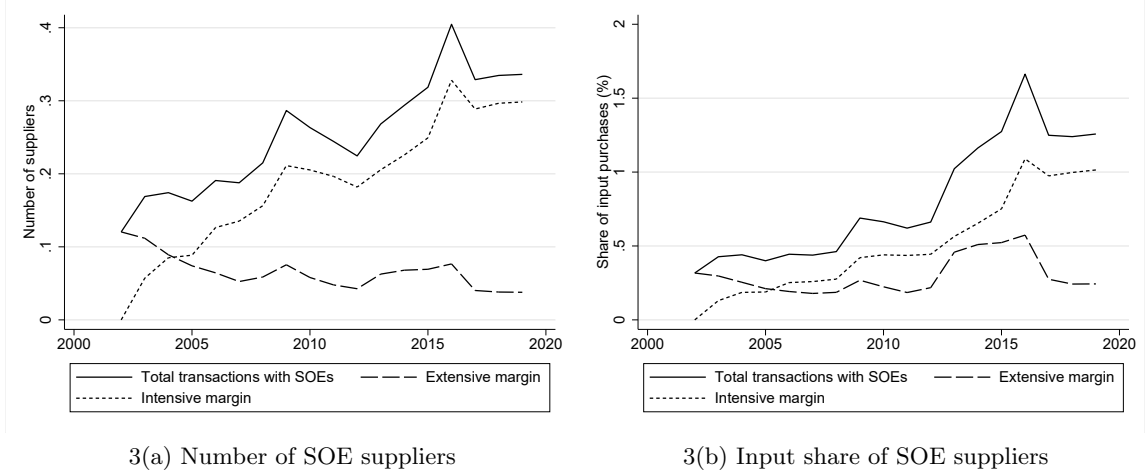 Number of suppliers
.4
.3
.2
.1
0
2000 2005 2010 2015 2020
Total transactions with SOEs Extensive margin
Intensive margin
3(a) Number of SOE suppliers
Share of input purchases (%)
2
1.5
1
.5
0
2000 2005 2010 2015 2020
Total transactions with SOEs Extensive margin
Intensive margin
3(b) Input share of SOE suppliers